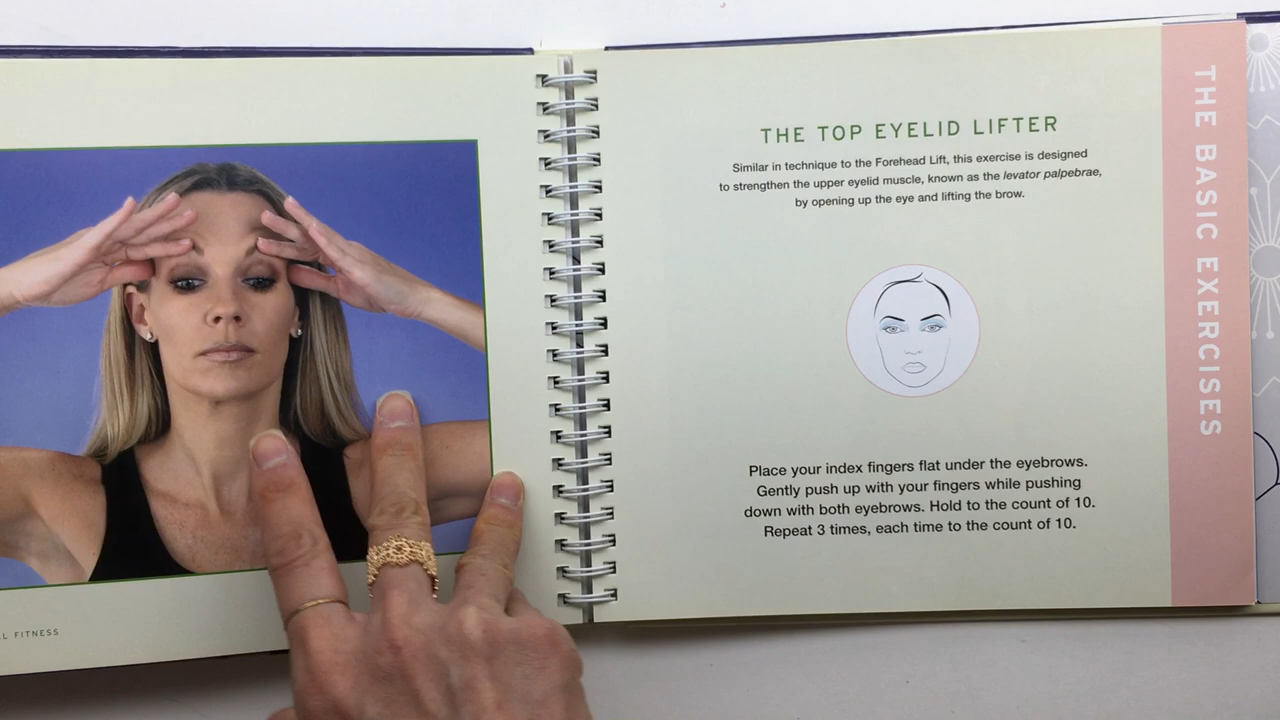 L FITNESS
THE TOP EYELID LIFTER
Similar in technique to the Forehead Lift, this exercise is designed
to strengthen the upper eyelid muscle, known as the levator palpebrae,
by opening up the eye and lifting the brow.
Place your index fingers flat under the eyebrows.
Gently push up with your fingers while pushing
down with both eyebrows. Hold to the count of 10.
Repeat 3 times, each time to the count of 10.
THE BASIC EXERCISES